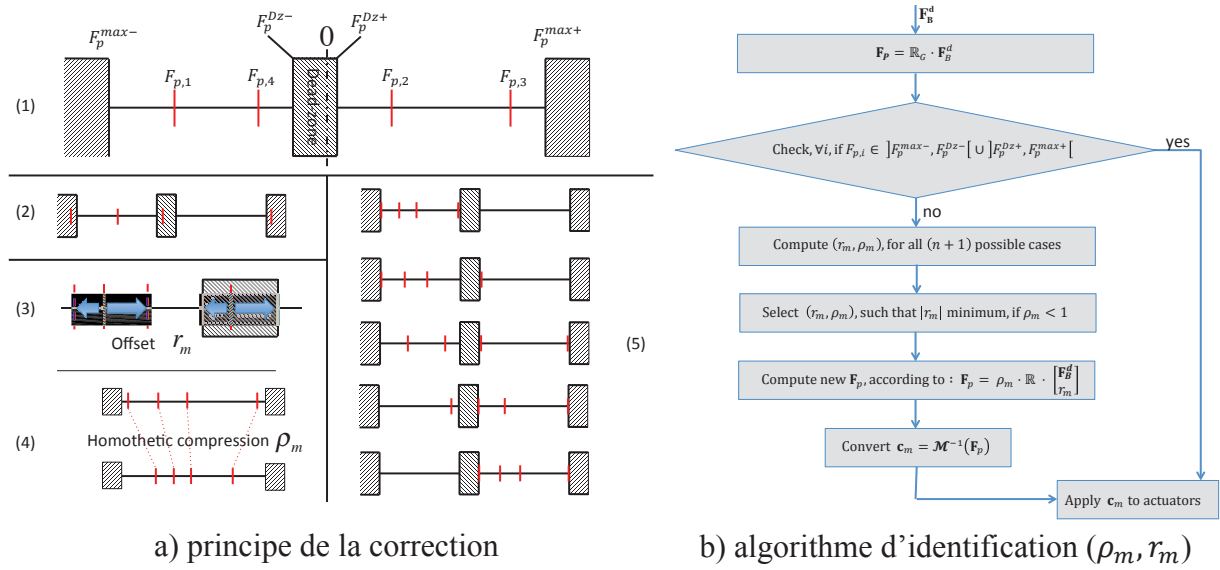 F_p^{max-}
F_p^{Dz-}
0
F_p^{Dz+}
F_p^{max+}
F_{p,1}
F_{p,4}
F_{p,2}
F_{p,3}
Dead-zone
(1)
(2)
(3)
Offset r_m
(4)
Homothetic compression ρ_m
(5)
a) principe de la correction
F_B^d
F_P = ℝ_G · F_B^d
Check, ∀i, if F_{p,i} ∈ ]F_p^{max-}, F_p^{Dz-}[ ∪ ]F_p^{Dz+}, F_p^{max+}[
yes
no
Compute (r_m, ρ_m), for all (n + 1) possible cases
Select (r_m, ρ_m), such that |r_m| minimum, if ρ_m < 1
Compute new F_p, according to : F_p = ρ_m · ℝ · [F_B^d r_m]
Convert c_m = M^{-1}(F_p)
Apply c_m to actuators
b) algorithme d'identification (ρ_m, r_m)